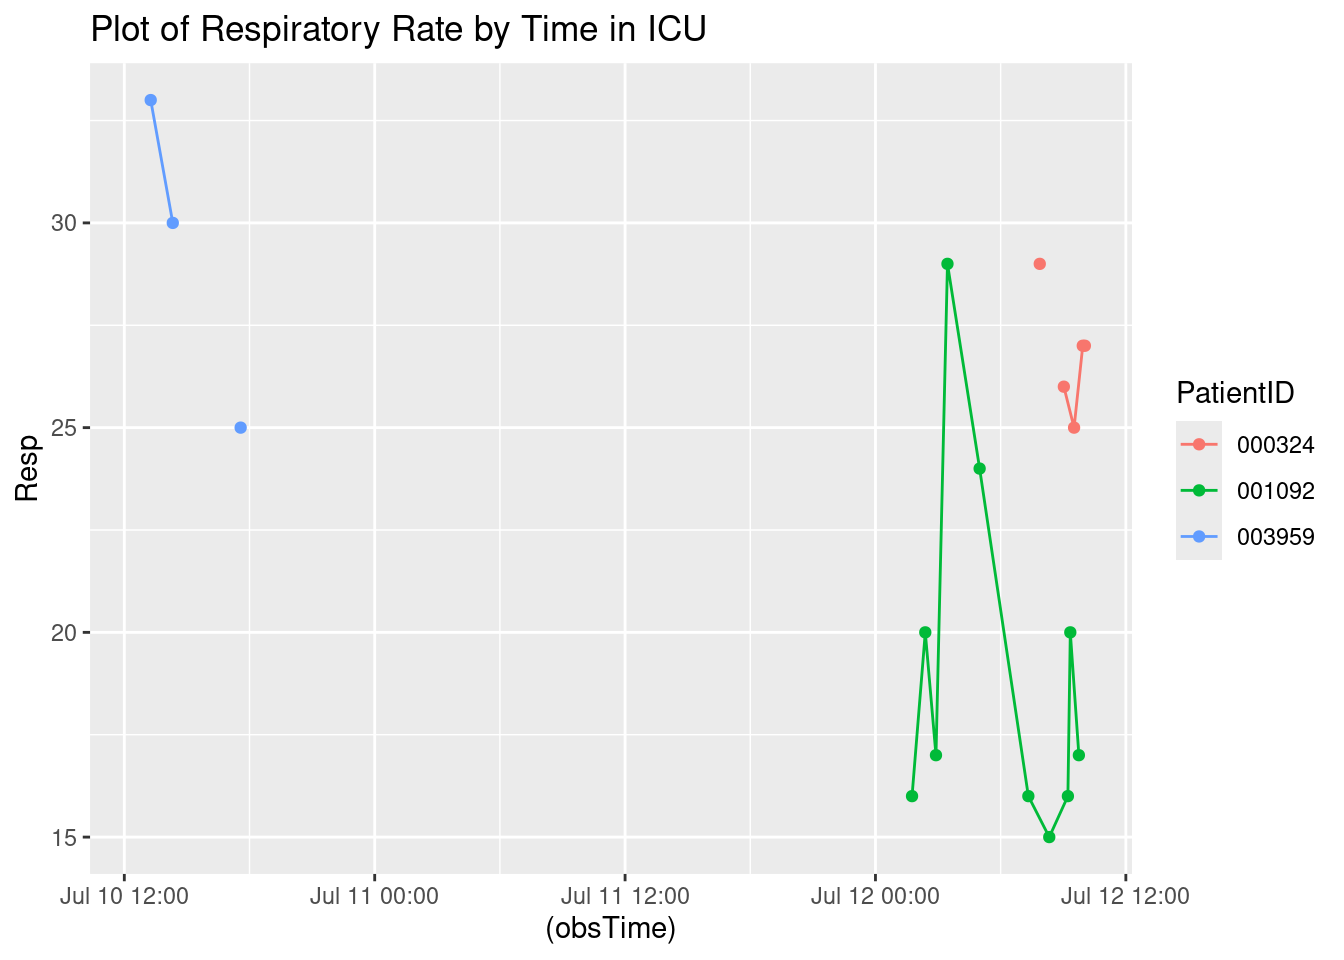 Plot of Respiratory Rate by Time in ICU
Resp
30
25
20
15
Jul 10 12:00
Jul 11 00:00
Jul 11 12:00
Jul 12 00:00
Jul 12 12:00
(obsTime)
PatientID
000324
001092
003959